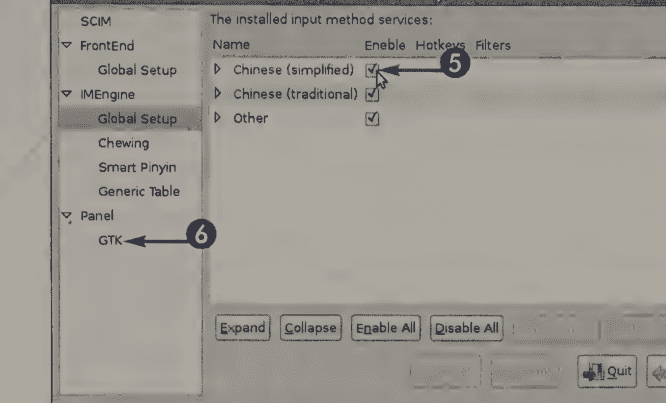 SCIM
FrontEnd
Global Setup
IMEngine
Global Setup
Chewing
Smart Pinyin
Generic Table
Panel
GTK
6
The installed input method services:
Name Eneble Hotkeys Filters
Chinese (simplified) 5
Chinese (traditional)
Other
Expand Collapse Enable All Disable All
Quit